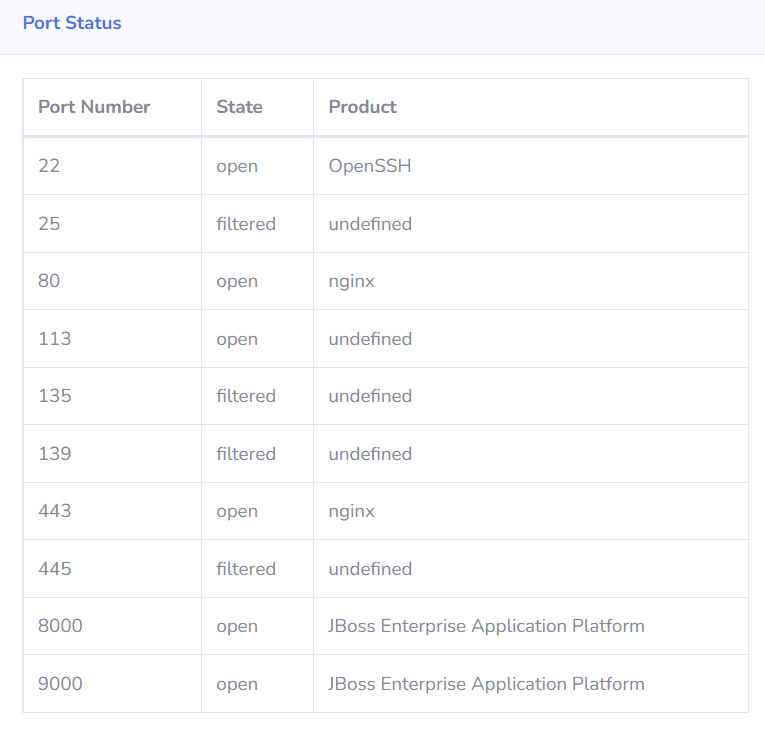 Port Status
Port Number State Product
22 open OpenSSH
25 filtered undefined
80 open nginx
113 open undefined
135 filtered undefined
139 filtered undefined
443 open nginx
445 filtered undefined
8000 open JBoss Enterprise Application Platform
9000 open JBoss Enterprise Application Platform